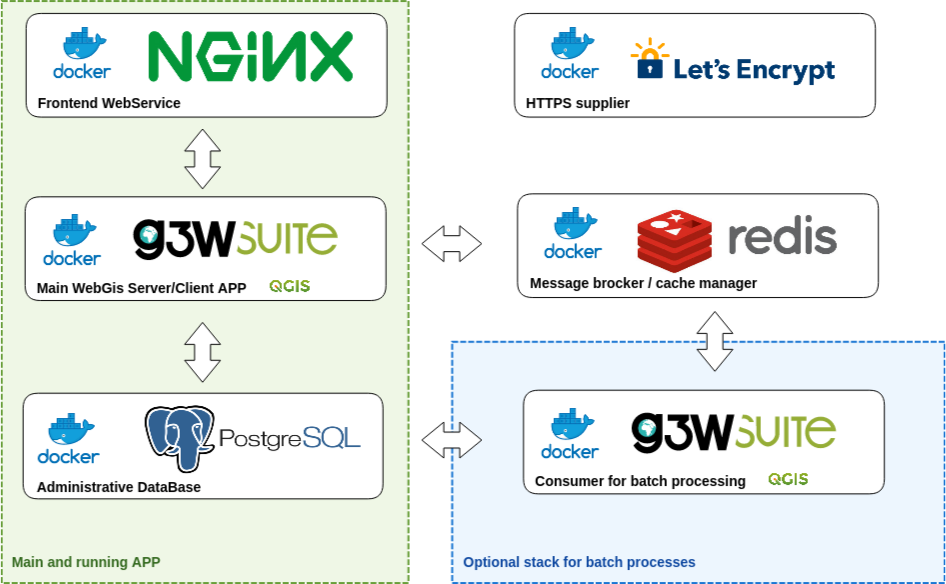 docker
NGINX
Frontend WebService
docker
Let's Encrypt
HTTPS supplier
docker
g3wSUITE
Main WebGis Server/Client APP
QGIS
docker
redis
Message brocker / cache manager
docker
PostgreSQL
Administrative DataBase
docker
g3wSUITE
Consumer for batch processing
QGIS
Main and running APP
Optional stack for batch processes